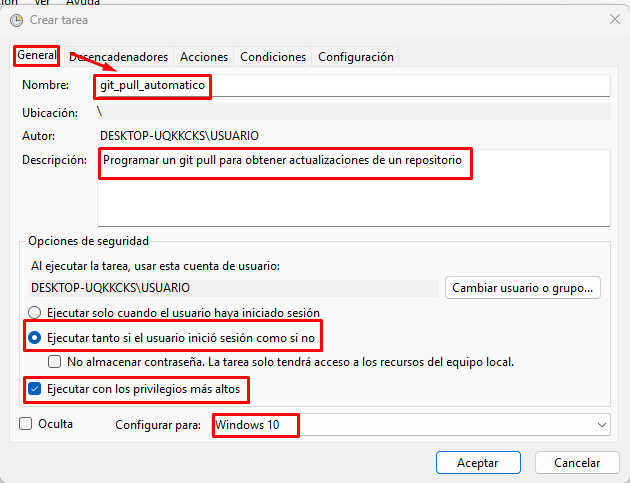 Ver Ayuda
Crear tarea
General Desencadenadores Acciones Condiciones Configuración
Nombre: git_pull_automatico
Ubicación: \
Autor: DESKTOP-UQKKCKS\USUARIO
Descripción: Programar un git pull para obtener actualizaciones de un repositorio
Opciones de seguridad
Al ejecutar la tarea, usar esta cuenta de usuario:
DESKTOP-UQKKCKS\USUARIO Cambiar usuario o grupo...
Ejecutar solo cuando el usuario haya iniciado sesión
Ejecutar tanto si el usuario inició sesión como si no
No almacenar contraseña. La tarea solo tendrá acceso a los recursos del equipo local.
Ejecutar con los privilegios más altos
Oculta Configurar para: Windows 10
Aceptar Cancelar